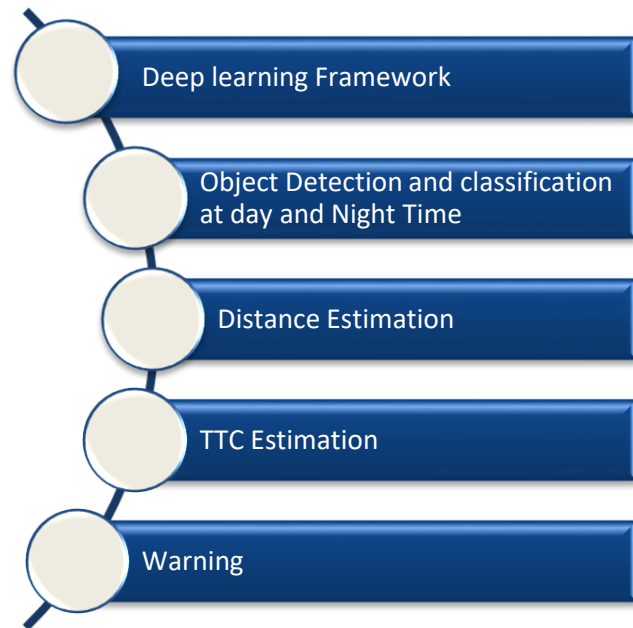 Deep learning Framework
Object Detection and classification
at day and Night Time
Distance Estimation
TTC Estimation
Warning